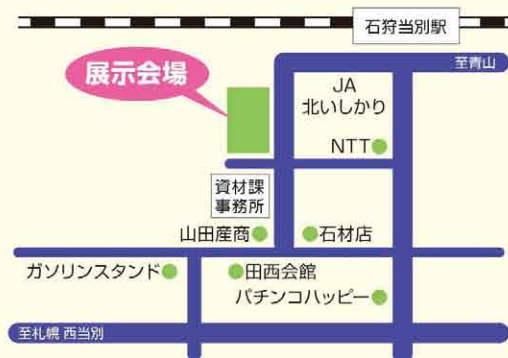 石狩当別駅
至青山
展示会場
JA
北いしかり
NTT
資材課
事務所
山田産商
石材店
ガソリンスタンド
田西会館
パチンコハッピー
至札幌 西当別